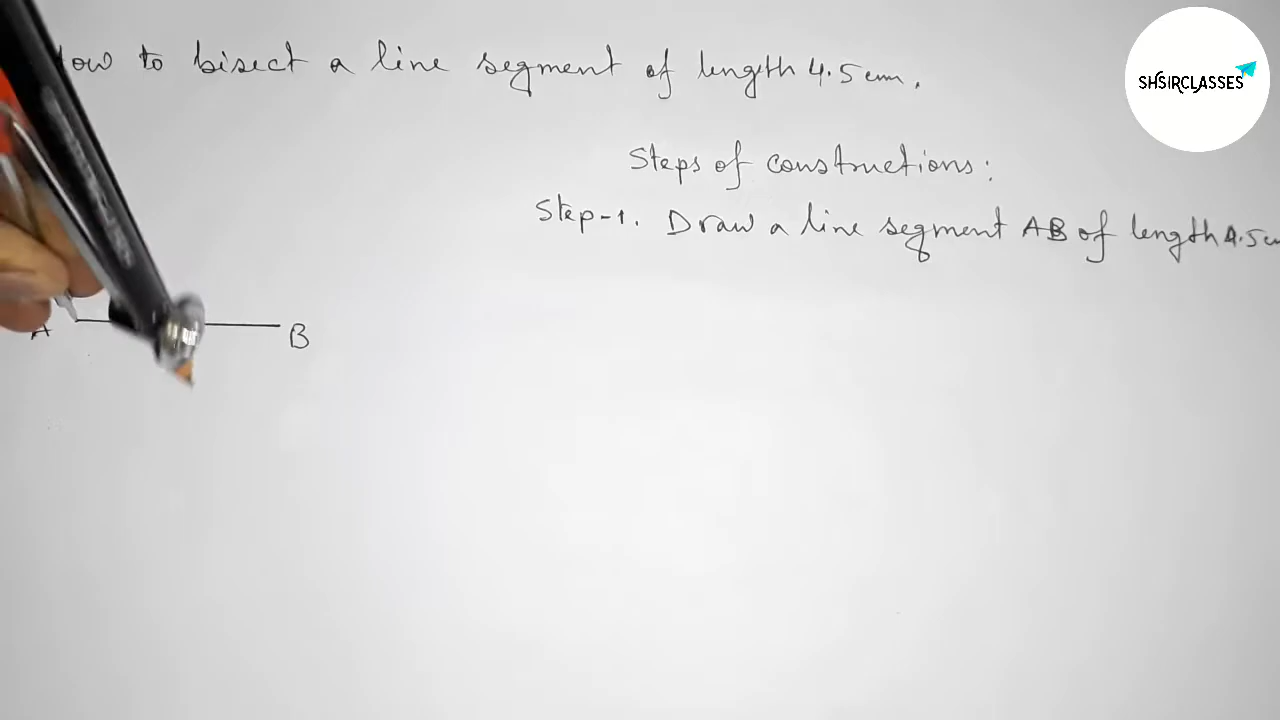 How to bisect a line segment of length 4.5cm.
SHSIRCLASSES
Steps of constructions:
Step-1. Draw a line segment AB of length 4.5cm
A
B